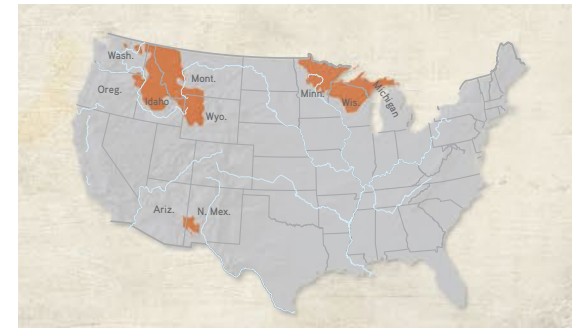 Wash.
Mont.
Oreg.
Idaho
Wyo.
Minn.
Wis.
Michigan
Ariz.
N. Mex.